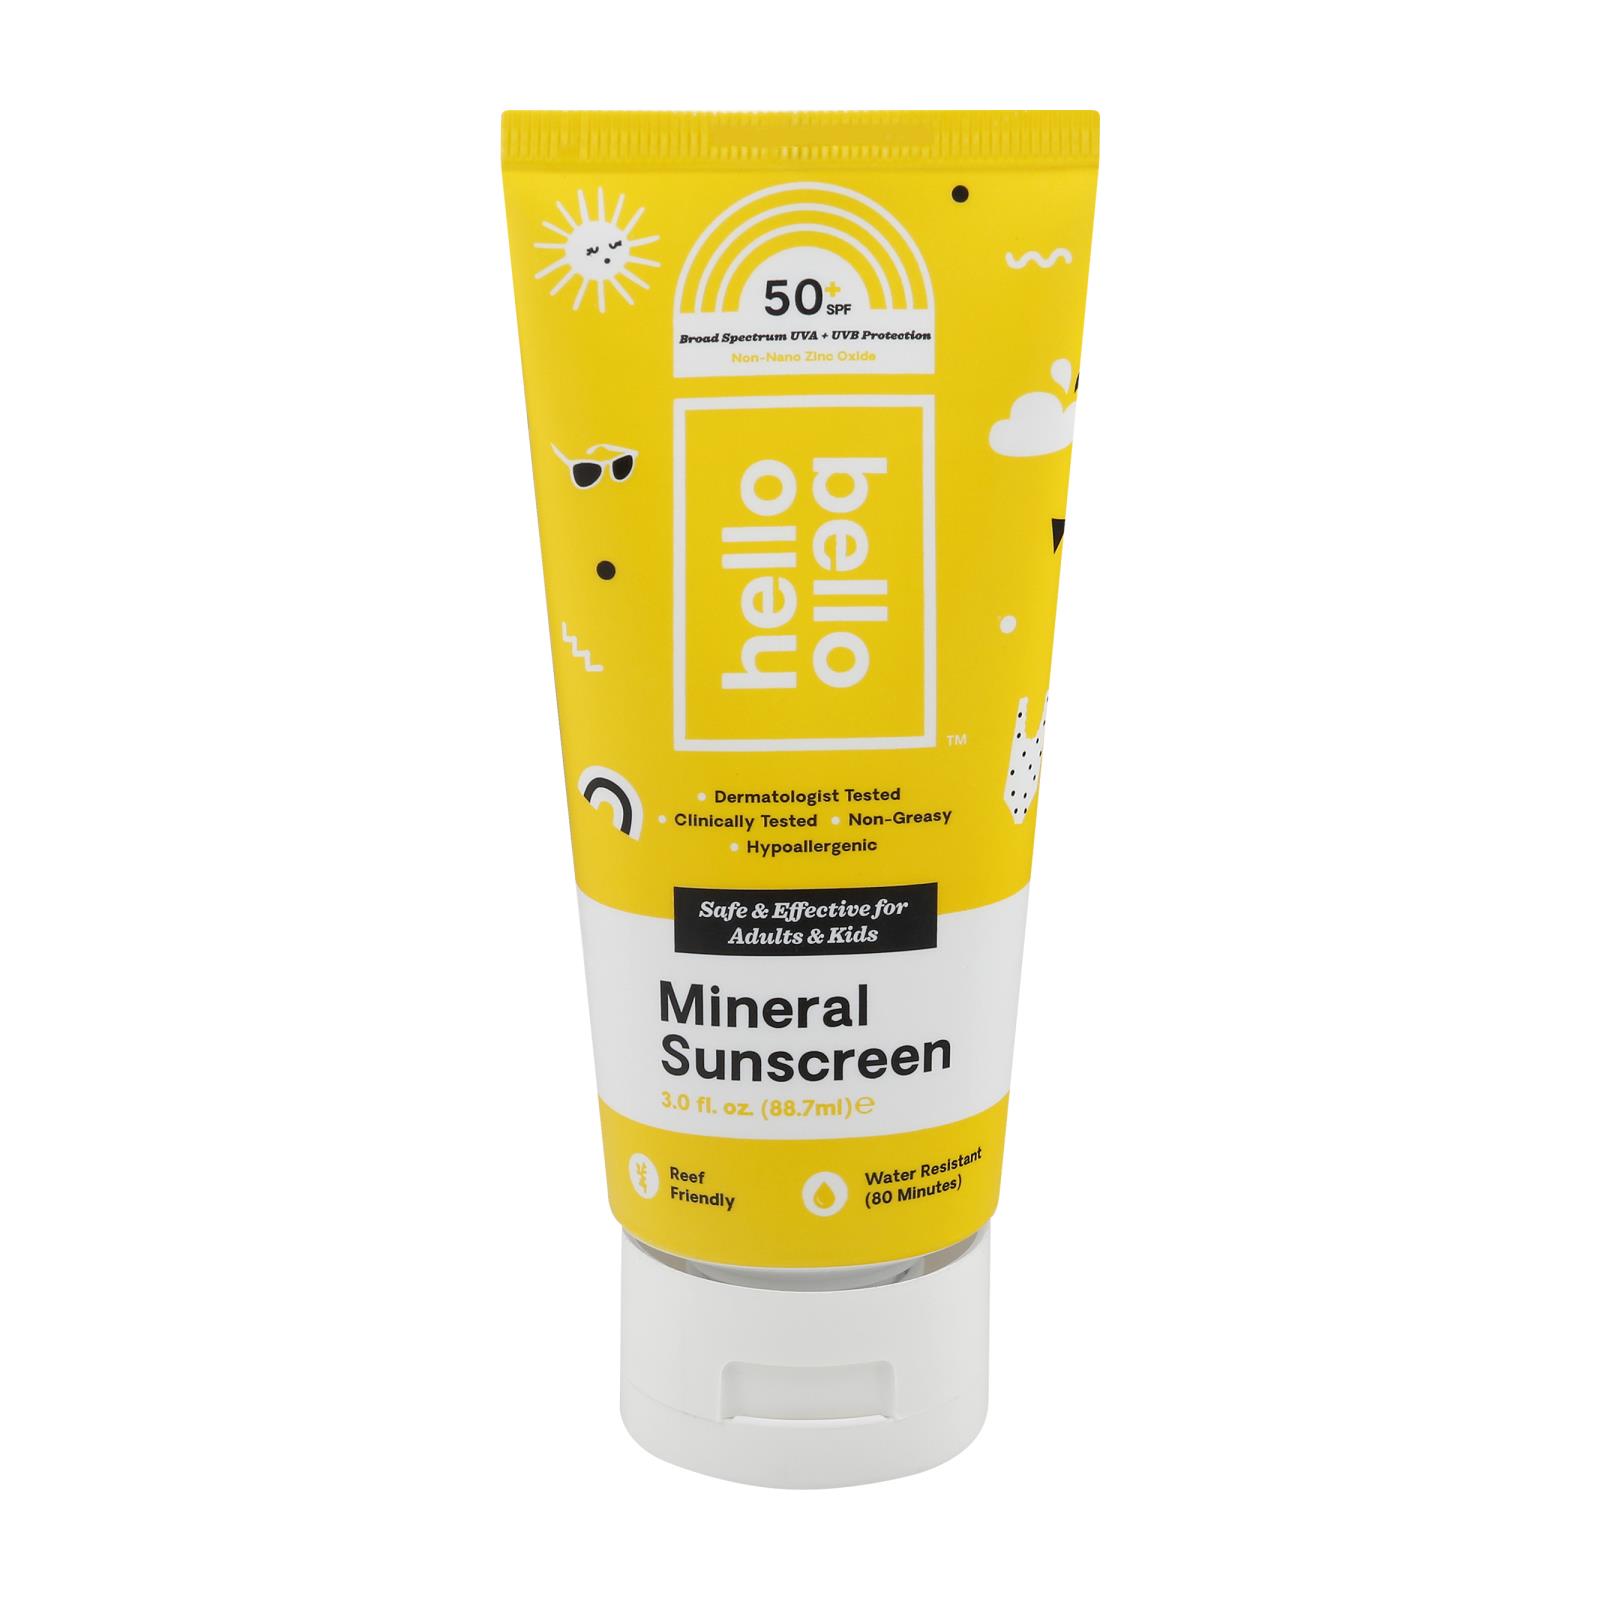 50+ SPF
Broad Spectrum UVA + UVB Protection
Non-Nano Zinc Oxide
hello
bello
TM
• Dermatologist Tested
• Clinically Tested • Non-Greasy
• Hypoallergenic
Safe & Effective for
Adults & Kids
Mineral
Sunscreen
3.0 fl. oz. (88.7ml) ℮
Reef
Friendly
Water Resistant
(80 Minutes)